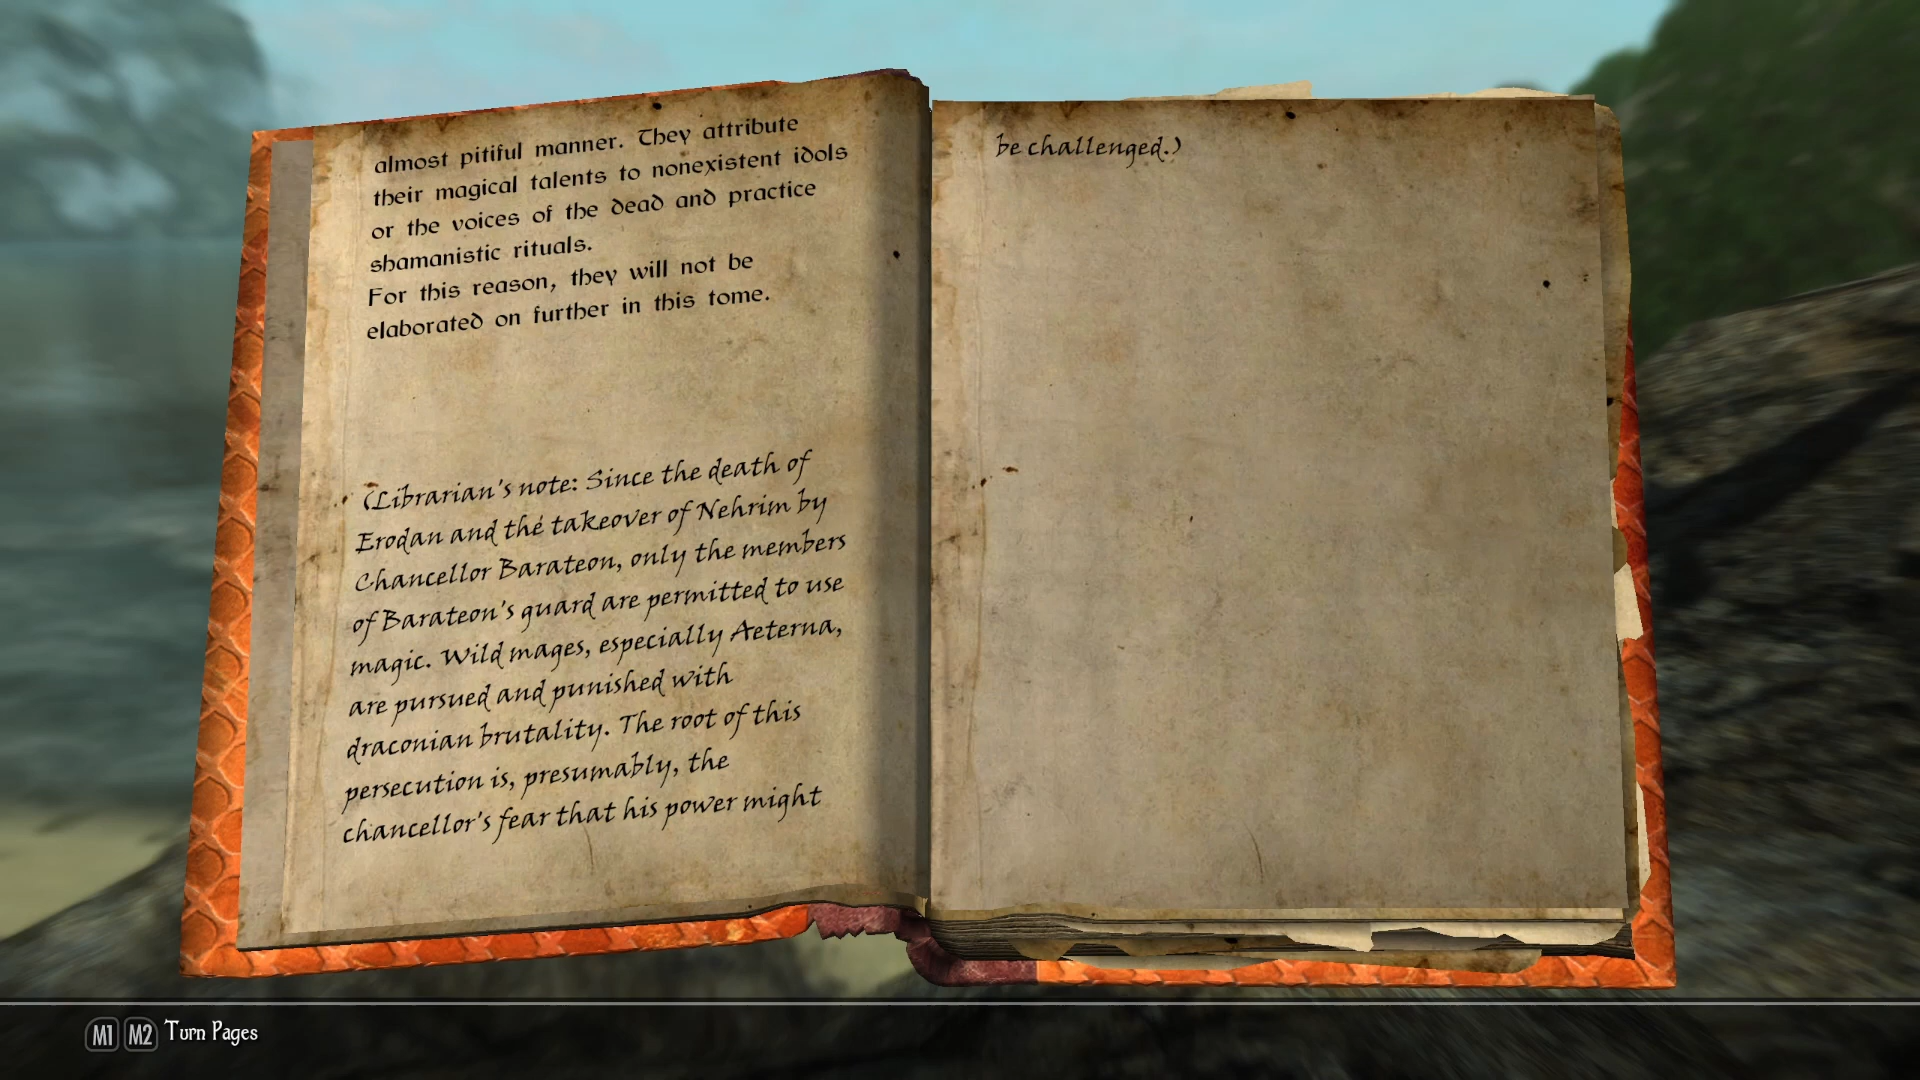 almost pitiful manner. They attribute
their magical talents to nonexistent idols
or the voices of the dead and practice
shamanistic rituals.
For this reason, they will not be
elaborated on further in this tome.
(Librarian's note: Since the death of
Erodan and the takeover of Nehrim by
Chancellor Barateon, only the members
of Barateon's guard are permitted to use
magic. Wild mages, especially Aeterna,
are pursued and punished with
draconian brutality. The root of this
persecution is, presumably, the
chancellor's fear that his power might
be challenged.)
M1 M2 Turn Pages